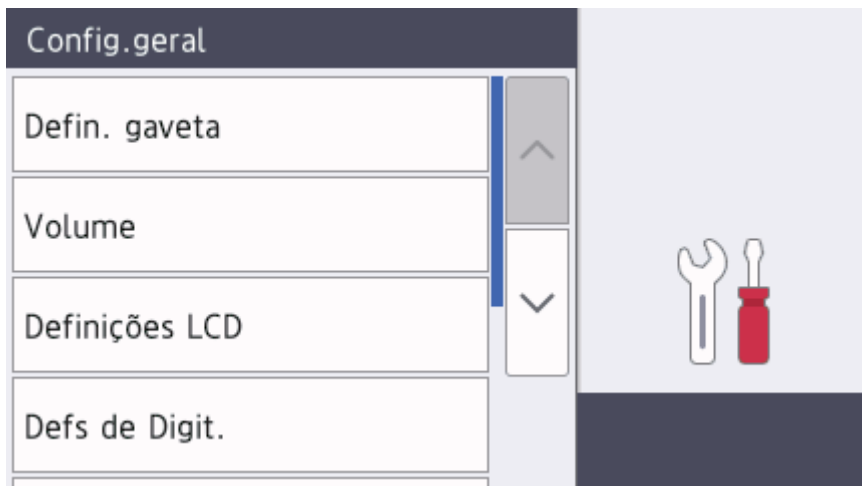 Config.geral
Defin. gaveta
Volume
Definições LCD
Defs de Digit.